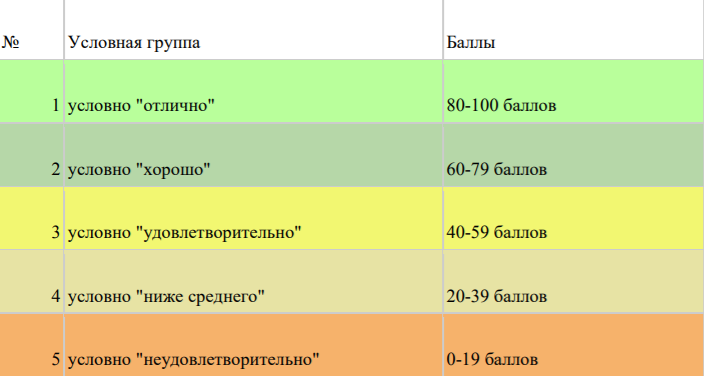 № Условная группа Баллы
1 условно "отлично" 80-100 баллов
2 условно "хорошо" 60-79 баллов
3 условно "удовлетворительно" 40-59 баллов
4 условно "ниже среднего" 20-39 баллов
5 условно "неудовлетворительно" 0-19 баллов